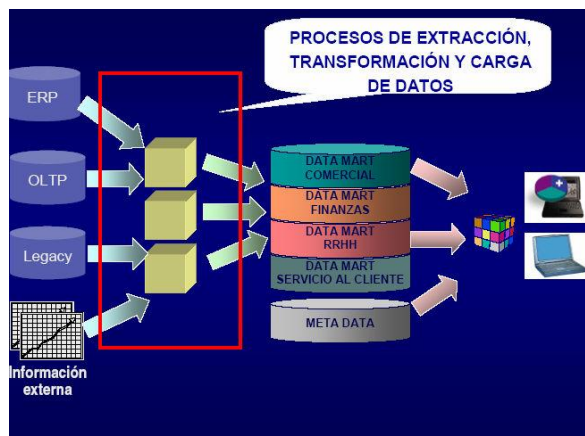 PROCESOS DE EXTRACCIÓN,
TRANSFORMACIÓN Y CARGA
DE DATOS
ERP
OLTP
Legacy
Información
externa
DATA MART
COMERCIAL
DATA MART
FINANZAS
DATA MART
RRHH
DATA MART
SERVICIO AL CLIENTE
META DATA